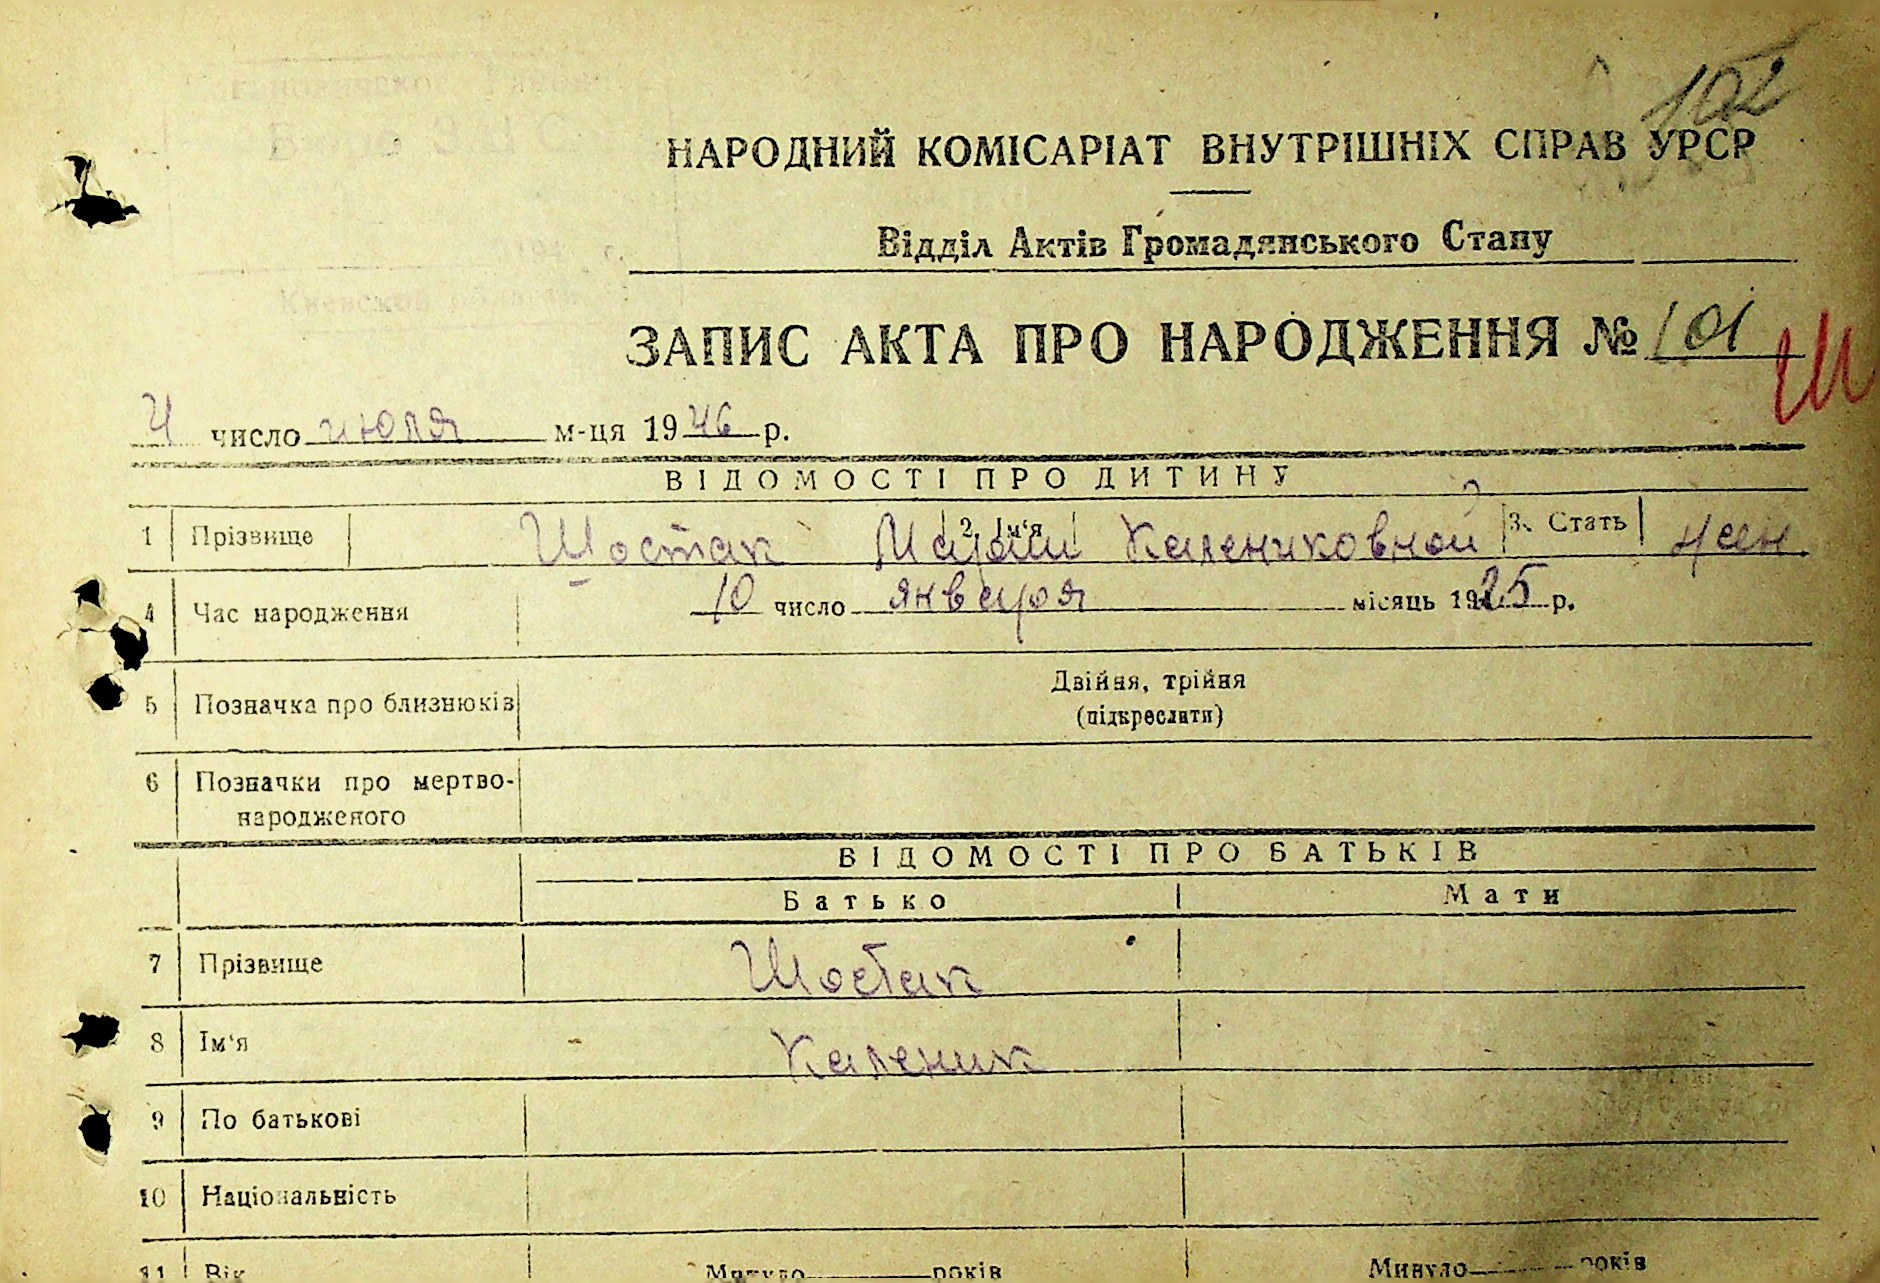 102
НАРОДНИЙ КОМІСАРІАТ ВНУТРІШНІХ СПРАВ УРСР
Відділ Актів Громадянського Стану
ЗАПИС АКТА ПРО НАРОДЖЕННЯ № 101
Ш
4 число июля м-ця 1946 р.
ВІДОМОСТІ ПРО ДИТИНУ
1 Прізвище Шостак 2. Ім'я Марии Калениковной 3. Стать жен
4 Час народження 10 число января місяць 1925 р.
5 Позначка про близнюків Двійня, трійня
(підкреслити)
6 Позначки про мертво-
народженого
ВІДОМОСТІ ПРО БАТЬКІВ
Батько Мати
7 Прізвище Шостак
8 Ім'я Каленик
9 По батькові
10 Національність
11 Вік Минуло років Минуло років